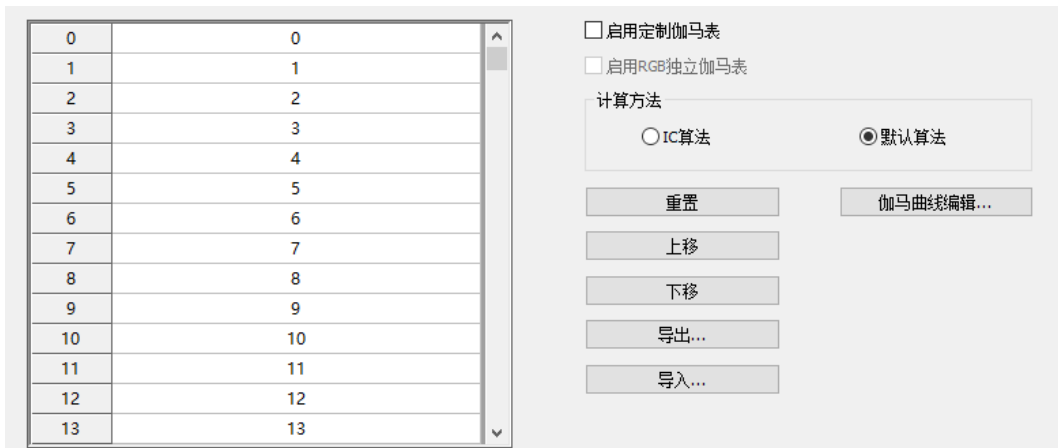 0 0
1 1
2 2
3 3
4 4
5 5
6 6
7 7
8 8
9 9
10 10
11 11
12 12
13 13
启用定制伽马表
启用RGB独立伽马表
计算方法
IC算法 默认算法
重置 伽马曲线编辑...
上移
下移
导出...
导入...